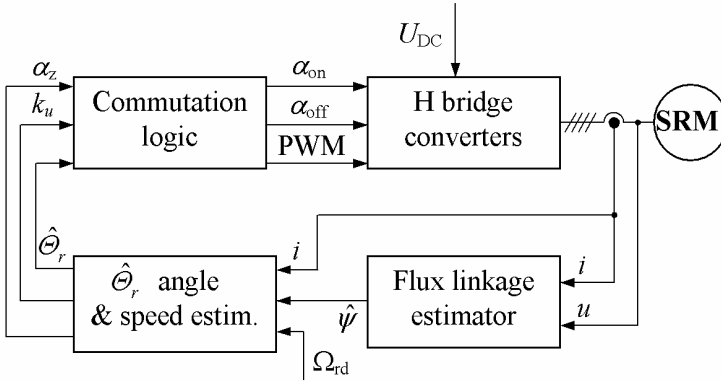 U_DC
α_z
k_u
Commutation
logic
α_on
α_off
PWM
H bridge
converters
SRM
Θ̂_r
Θ̂_r angle
& speed estim.
i
ψ̂
Ω_rd
Flux linkage
estimator
i
u